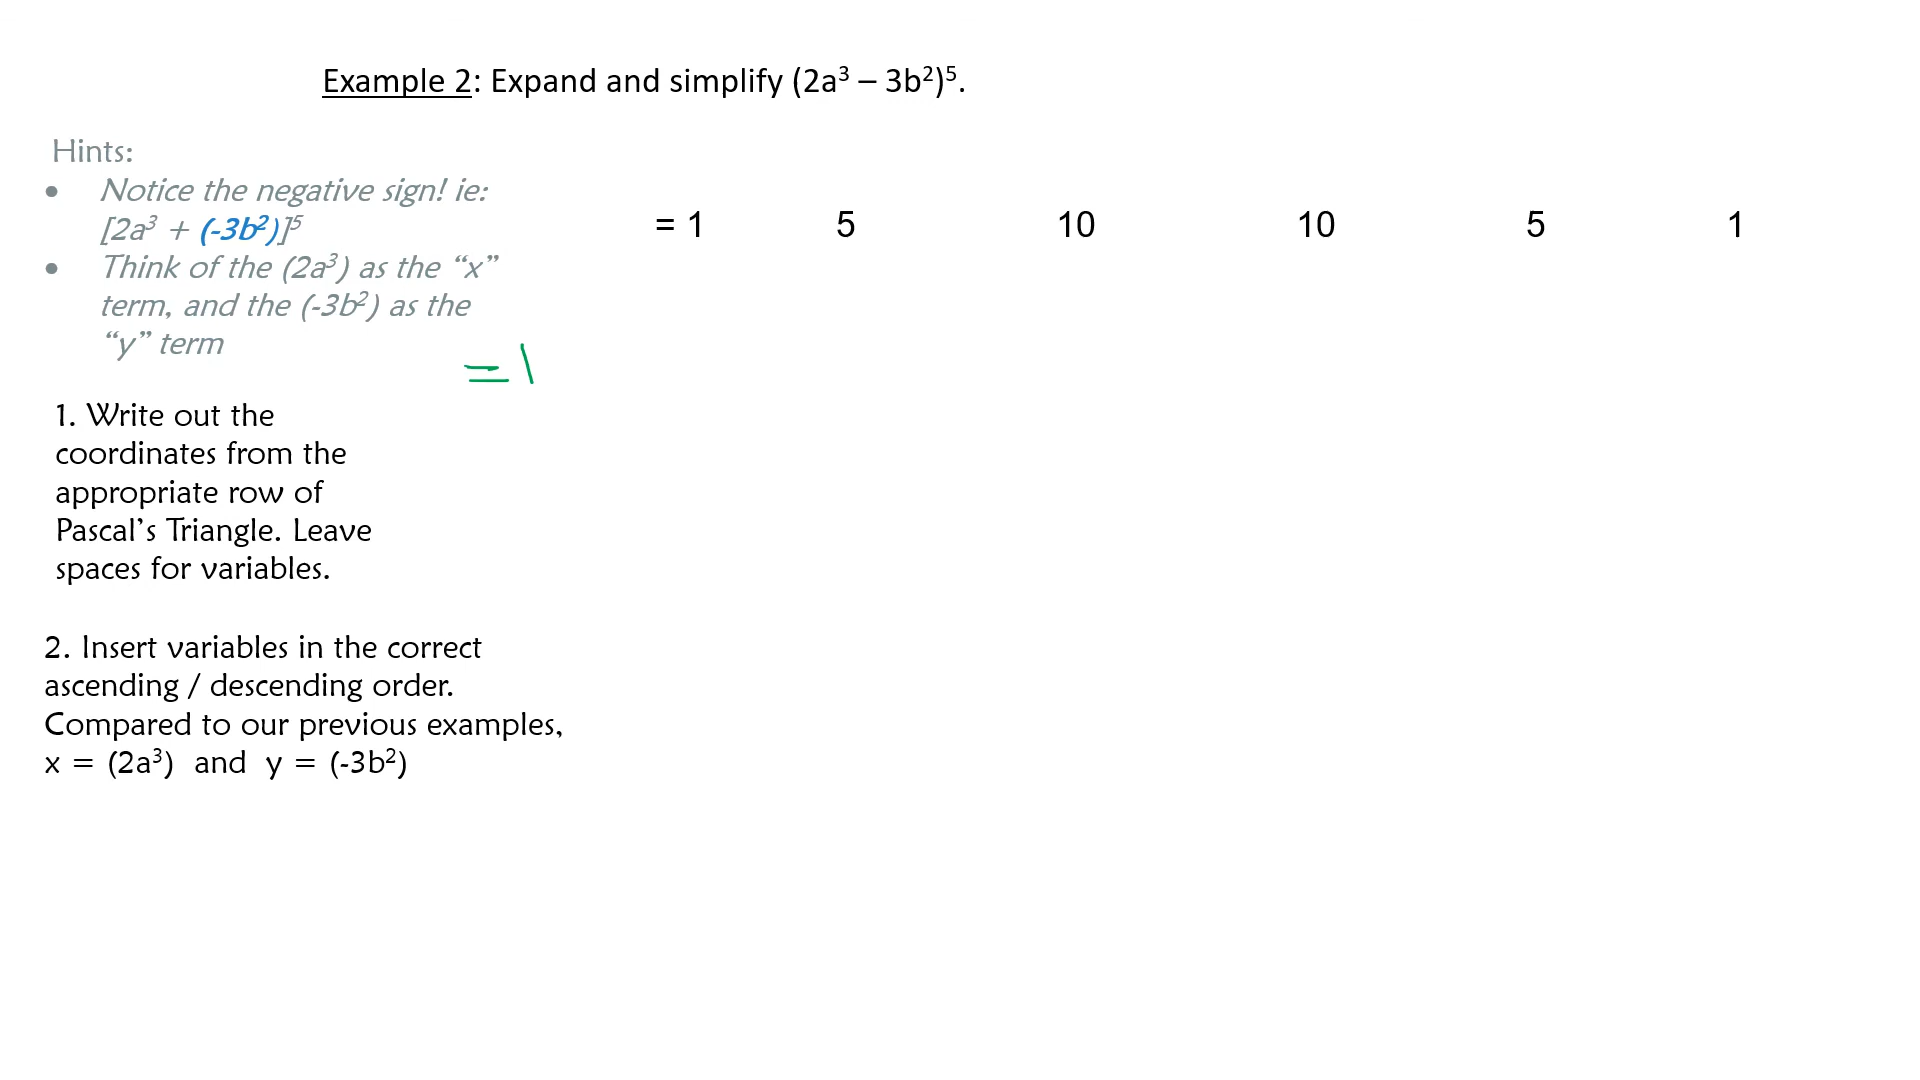 Example 2: Expand and simplify (2a³ – 3b²)⁵.
Hints:
• Notice the negative sign! ie:
[2a³ + (-3b²)]⁵
• Think of the (2a³) as the “x”
term, and the (-3b²) as the
“y” term
= 1 5 10 10 5 1
= 1
1. Write out the
coordinates from the
appropriate row of
Pascal’s Triangle. Leave
spaces for variables.
2. Insert variables in the correct
ascending / descending order.
Compared to our previous examples,
x = (2a³) and y = (-3b²)